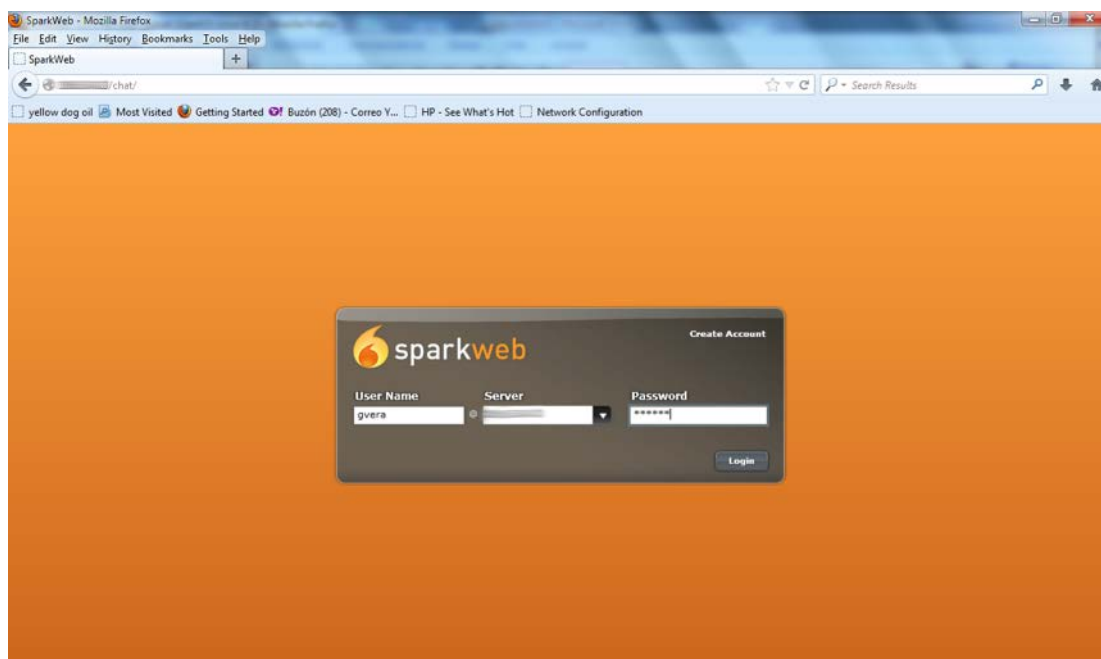 SparkWeb - Mozilla Firefox
File Edit View History Bookmarks Tools Help
SparkWeb +
/chat/ Search Results
yellow dog oil Most Visited Getting Started Buzón (208) - Correo Y... HP - See What's Hot Network Configuration
sparkweb
Create Account
User Name Server Password
gvera @ ******
Login